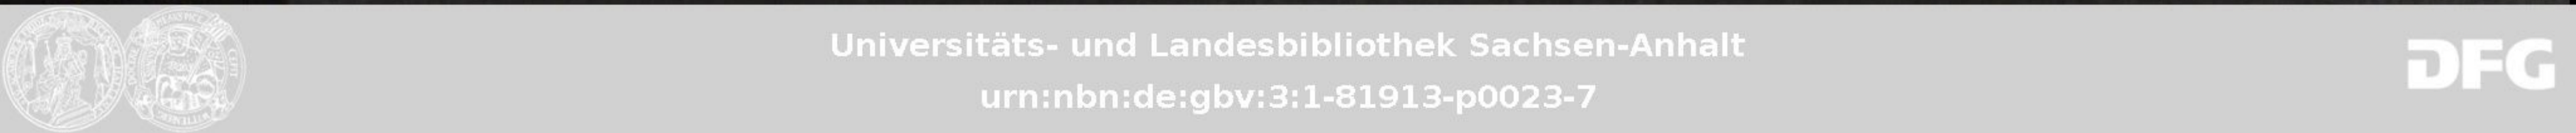 Universitäts- und Landesbibliothek Sachsen-Anhalt
urn:nbn:de:gbv:3:1-81913-p0023-7
DFG